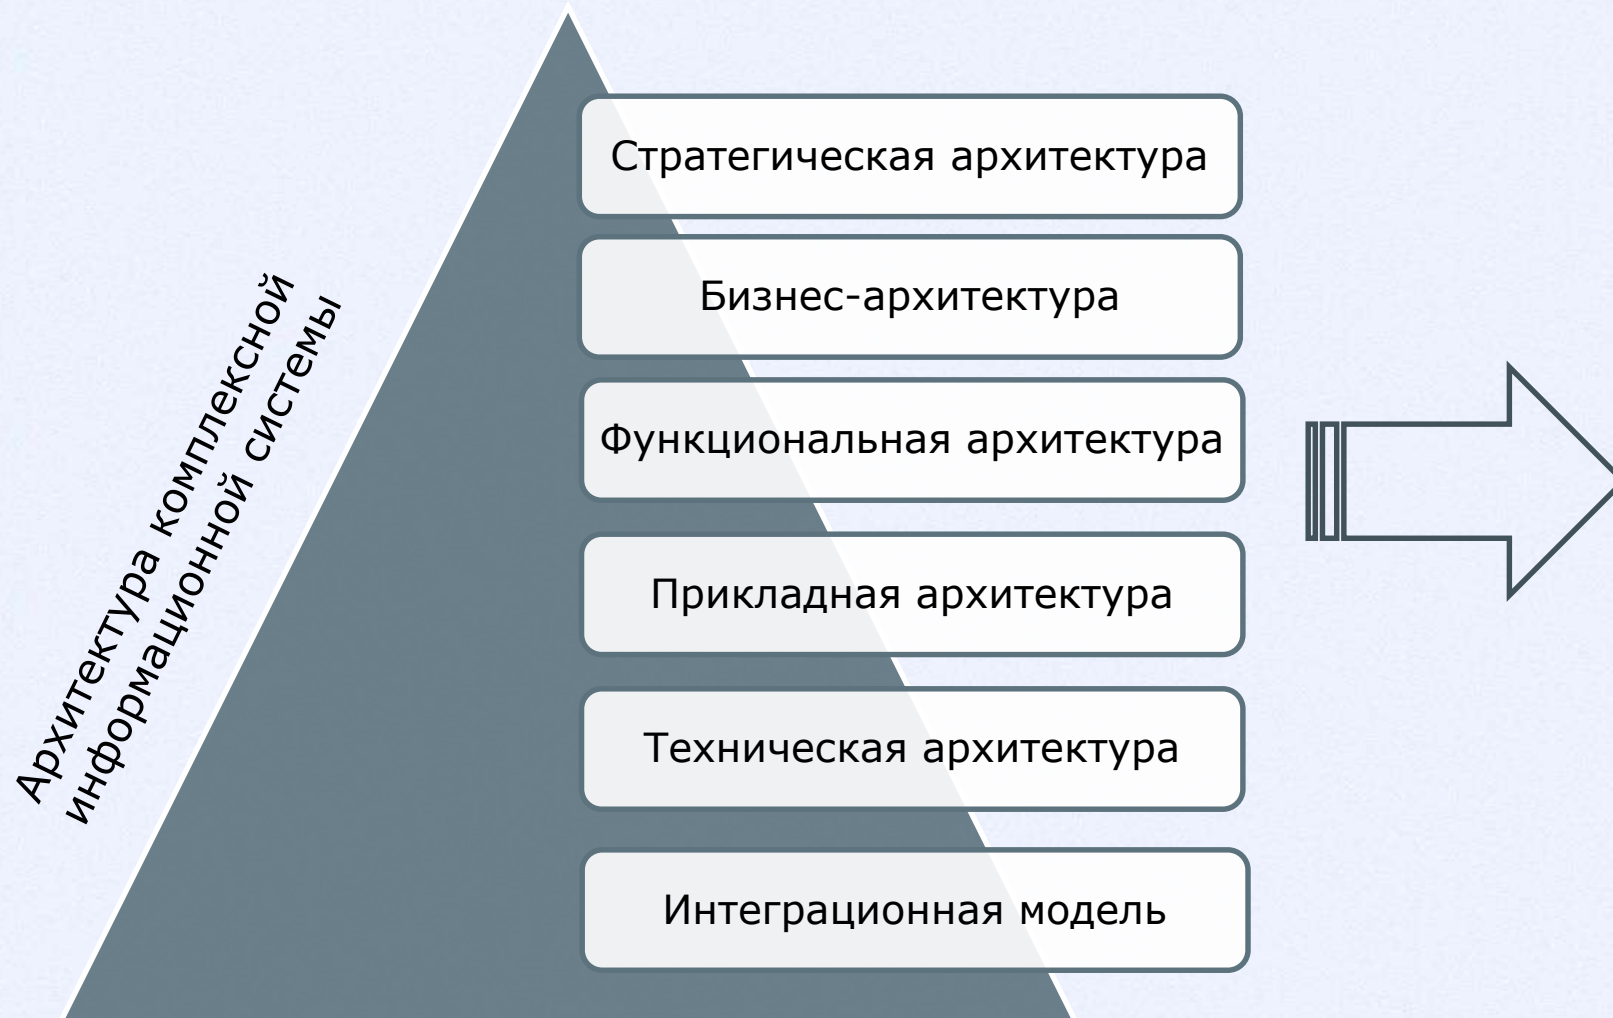 Архитектура комплексной
информационной системы
Стратегическая архитектура
Бизнес-архитектура
Функциональная архитектура
Прикладная архитектура
Техническая архитектура
Интеграционная модель